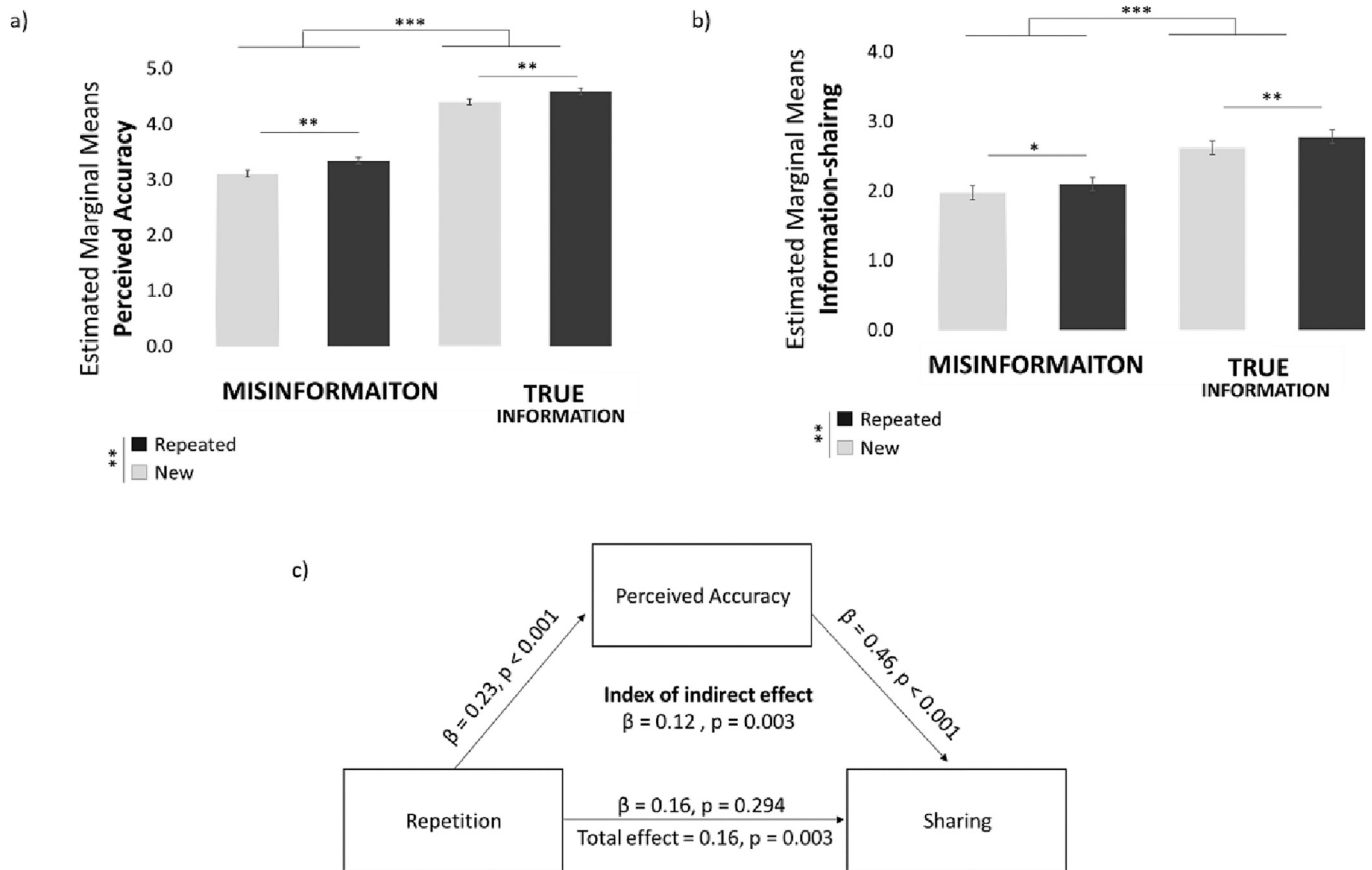 a)
***
**
**
5.0
4.0
3.0
2.0
1.0
0.0
Estimated Marginal Means
Perceived Accuracy
MISINFORMAITON
TRUE
INFORMATION
**
Repeated
New
b)
***
**
*
4.0
3.0
2.0
1.0
0.0
Estimated Marginal Means
Information-shairng
MISINFORMAITON
TRUE
INFORMATION
**
Repeated
New
c)
Perceived Accuracy
β = 0.23, p < 0.001
β = 0.46, p < 0.001
Index of indirect effect
β = 0.12 , p = 0.003
Repetition
β = 0.16, p = 0.294
Total effect = 0.16, p = 0.003
Sharing